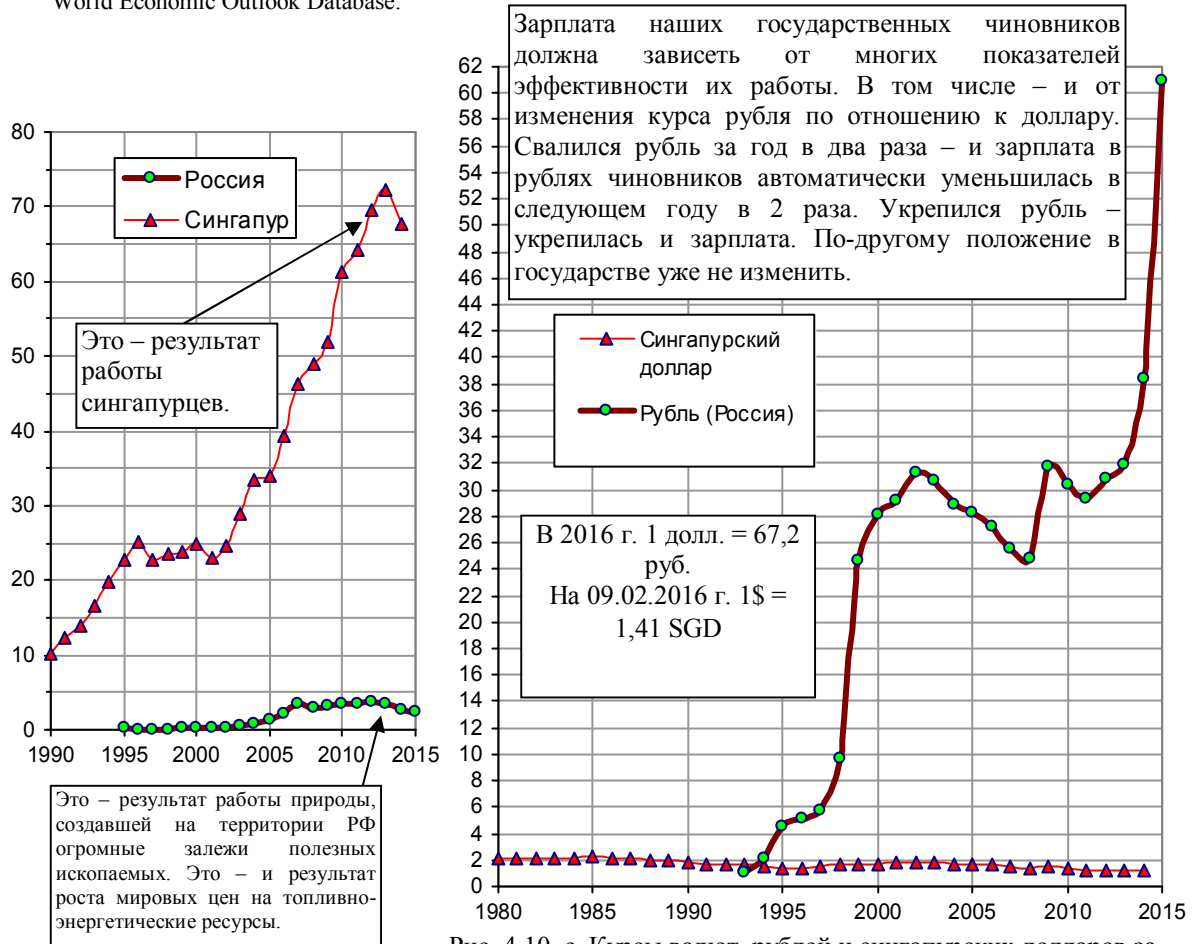 World Economic Outlook Database.
80
70
60
50
40
30
20
10
0
1990 1995 2000 2005 2010 2015
Россия
Сингапур
Это – результат
работы
сингапурцев.
Это – результат работы природы,
создавшей на территории РФ
огромные залежи полезных
ископаемых. Это – и результат
роста мировых цен на топливно-
энергетические ресурсы.
Зарплата наших государственных чиновников
должна зависеть от многих показателей
эффективности их работы. В том числе – и от
изменения курса рубля по отношению к доллару.
Свалился рубль за год в два раза – и зарплата в
рублях чиновников автоматически уменьшилась в
следующем году в 2 раза. Укрепился рубль –
укрепилась и зарплата. По-другому положение в
государстве уже не изменить.
62
60
58
56
54
52
50
48
46
44
42
40
38
36
34
32
30
28
26
24
22
20
18
16
14
12
10
8
6
4
2
0
1980 1985 1990 1995 2000 2005 2010 2015
Сингапурский
доллар
Рубль (Россия)
В 2016 г. 1 долл. = 67,2
руб.
На 09.02.2016 г. 1$ =
1,41 SGD
Рис. 4.10, с. Курсы валют, рублей и сингапурских долларов за